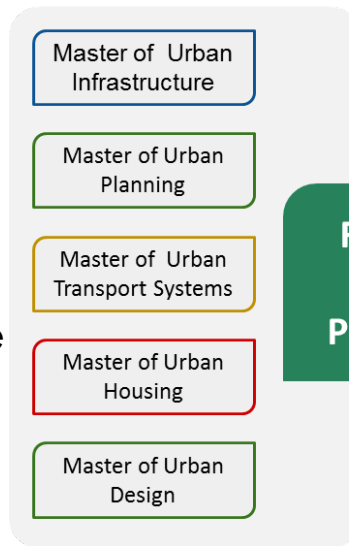 Master of Urban
Infrastructure
Master of Urban
Planning
Master of Urban
Transport Systems
Master of Urban
Housing
Master of Urban
Design